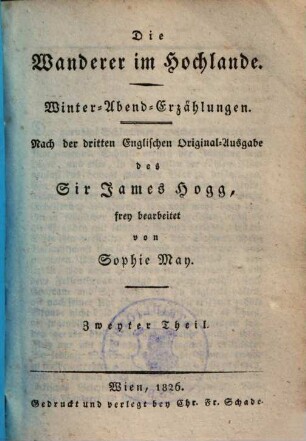 Die
Wanderer im Hochlande.
Winter-Abend-Erzählungen.
Nach der dritten Englischen Original-Ausgabe
des
Sir James Hogg,
frey bearbeitet
von
Sophie May.
Zweyter Theil.
Wien, 1826.
Gedruckt und verlegt bey Chr. Fr. Schade.